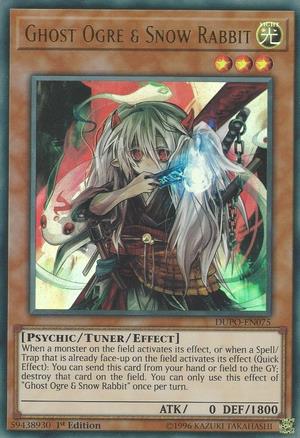 GHOST OGRE & SNOW RABBIT
LIGHT
光
DUPO-EN075
[PSYCHIC/TUNER/EFFECT]
When a monster on the field activates its effect, or when a Spell/
Trap that is already face-up on the field activates its effect (Quick
Effect): You can send this card from your hand or field to the GY;
destroy that card on the field. You can only use this effect of
"Ghost Ogre & Snow Rabbit" once per turn.
ATK/ 0 DEF/1800
59438930 1st Edition ©1996 KAZUKI TAKAHASHI